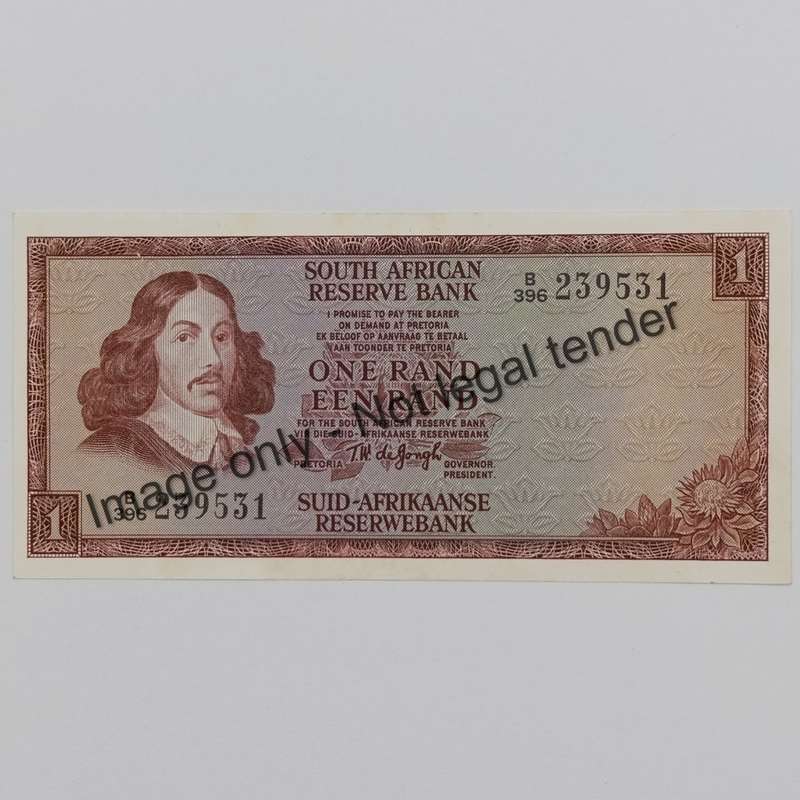 SOUTH AFRICAN
RESERVE BANK
B
396 239531
1
I PROMISE TO PAY THE BEARER
ON DEMAND AT PRETORIA
EK BELOOF OP AANVRAAG TE BETAAL
AAN TOONDER TE PRETORIA
ONE RAND
EEN RAND
FOR THE SOUTH AFRICAN RESERVE BANK
VIR DIE SUID-AFRIKAANSE RESERWEBANK
T.W. de Jongh
PRETORIA GOVERNOR.
PRESIDENT.
1
B
396 239531
SUID-AFRIKAANSE
RESERWEBANK
Image only - Not legal tender